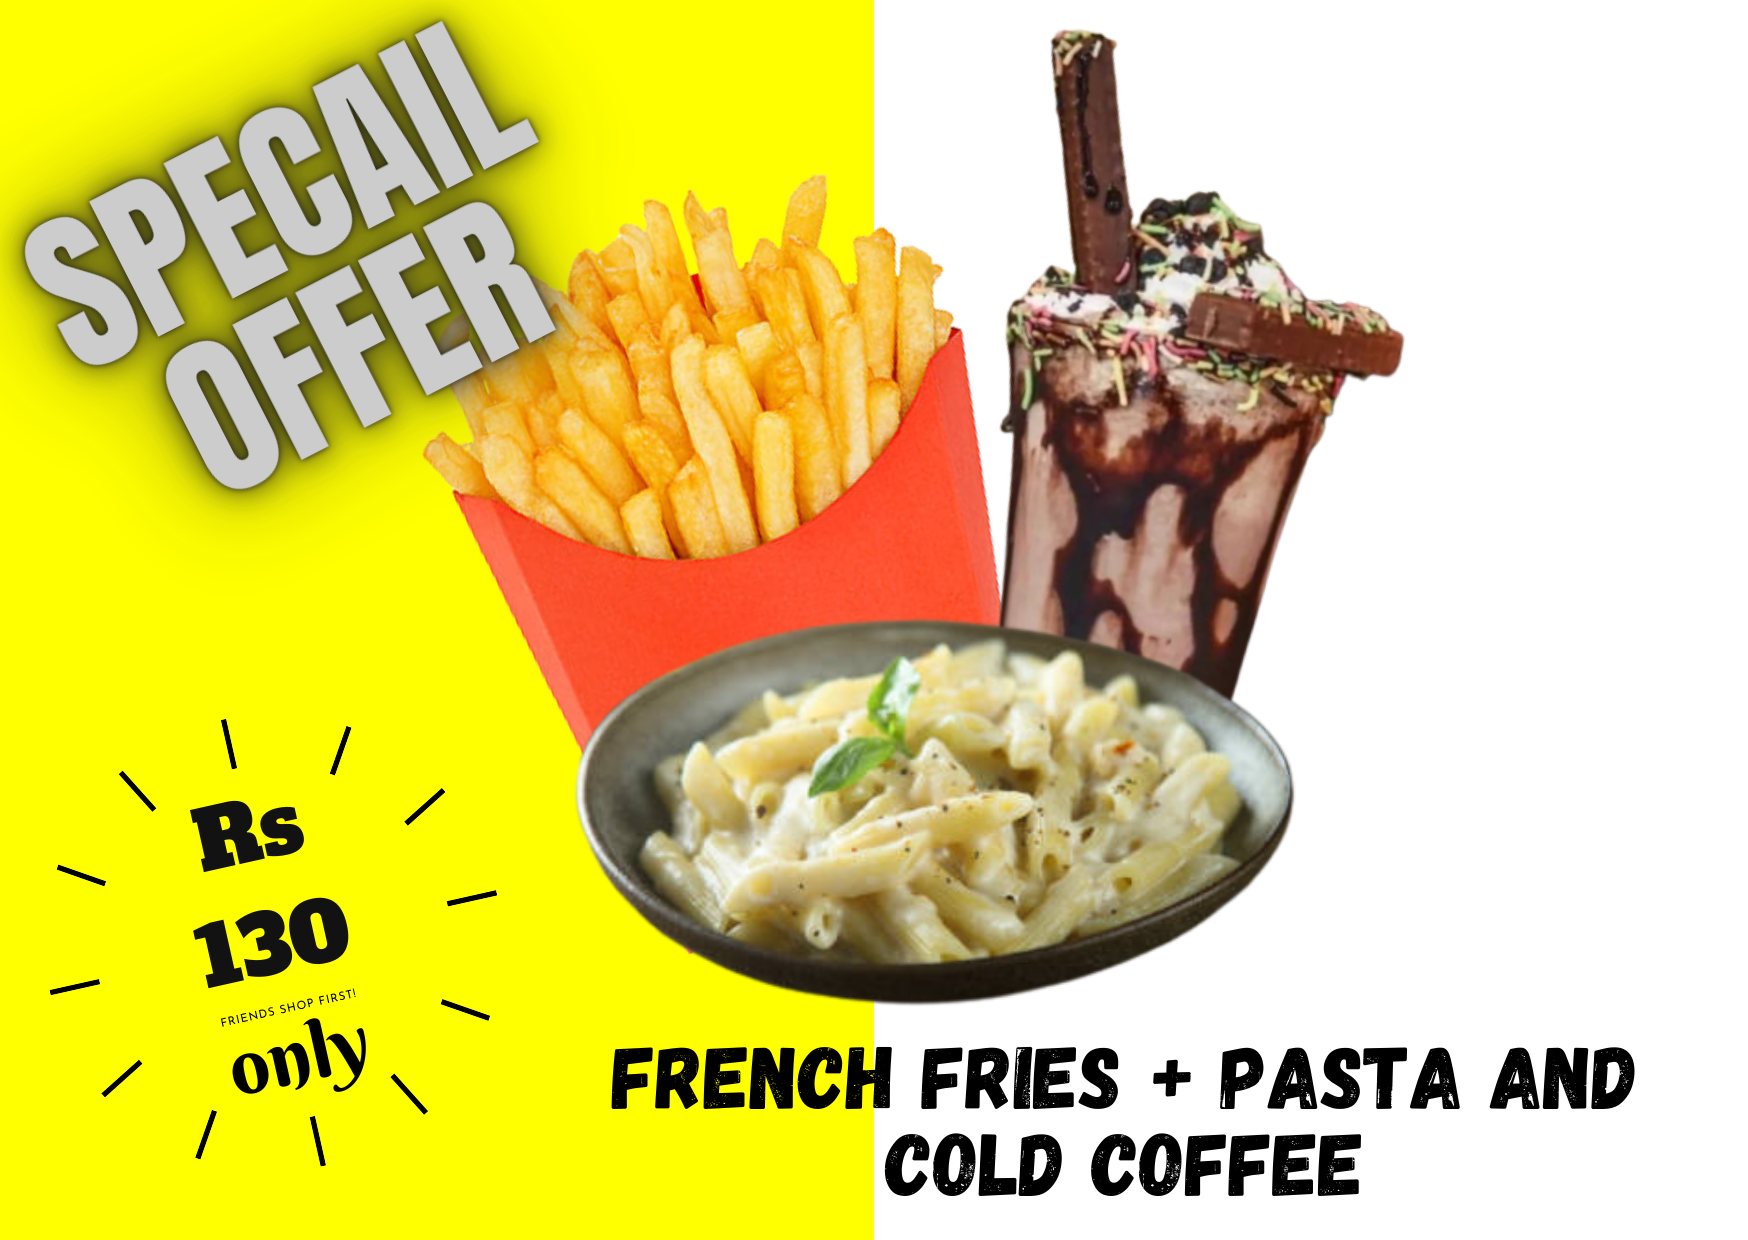 SPECAIL
OFFER
Rs
130
FRIENDS SHOP FIRST!
only
FRENCH FRIES + PASTA AND
COLD COFFEE